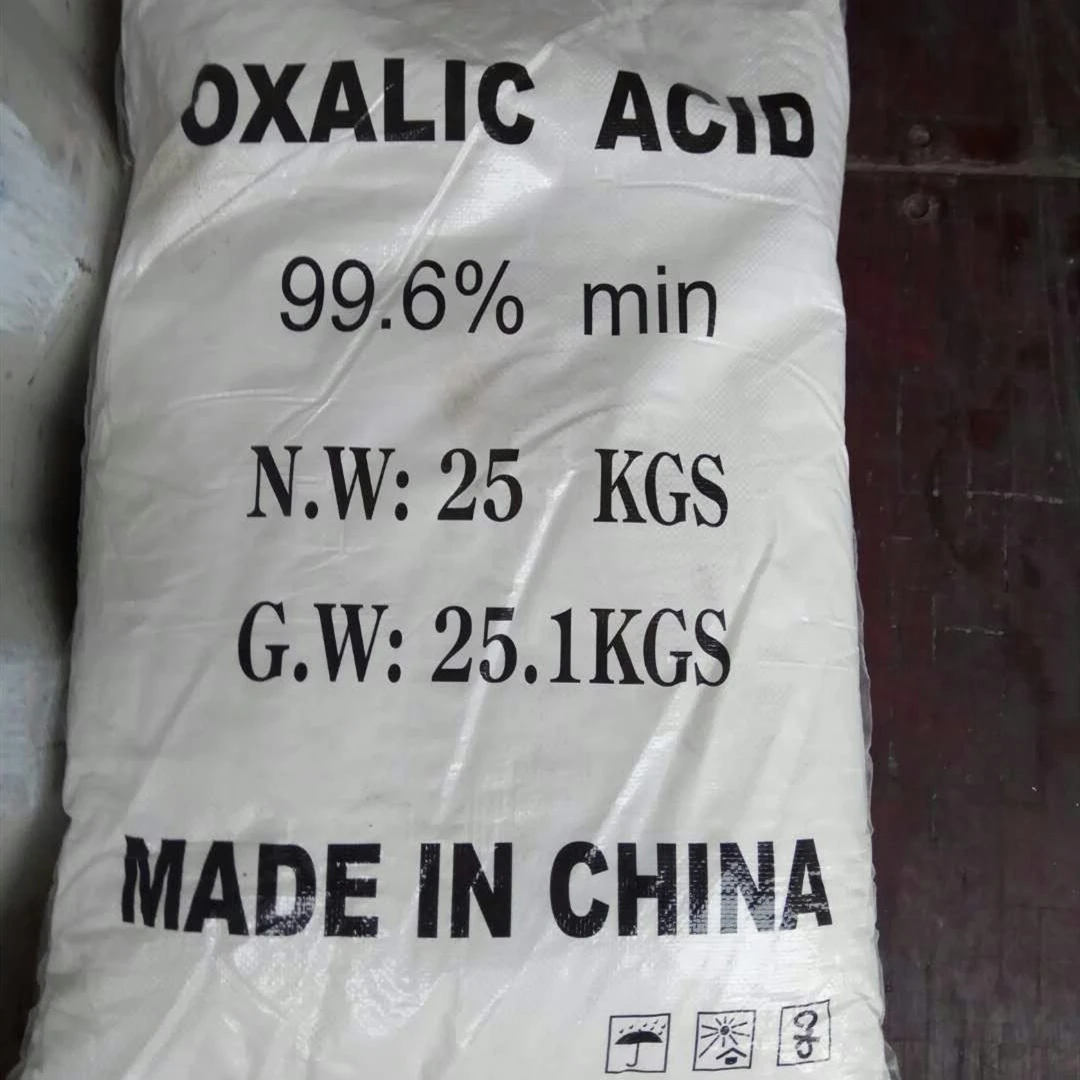 OXALIC ACID
99.6% min
N.W: 25 KGS
G.W: 25.1KGS
MADE IN CHINA